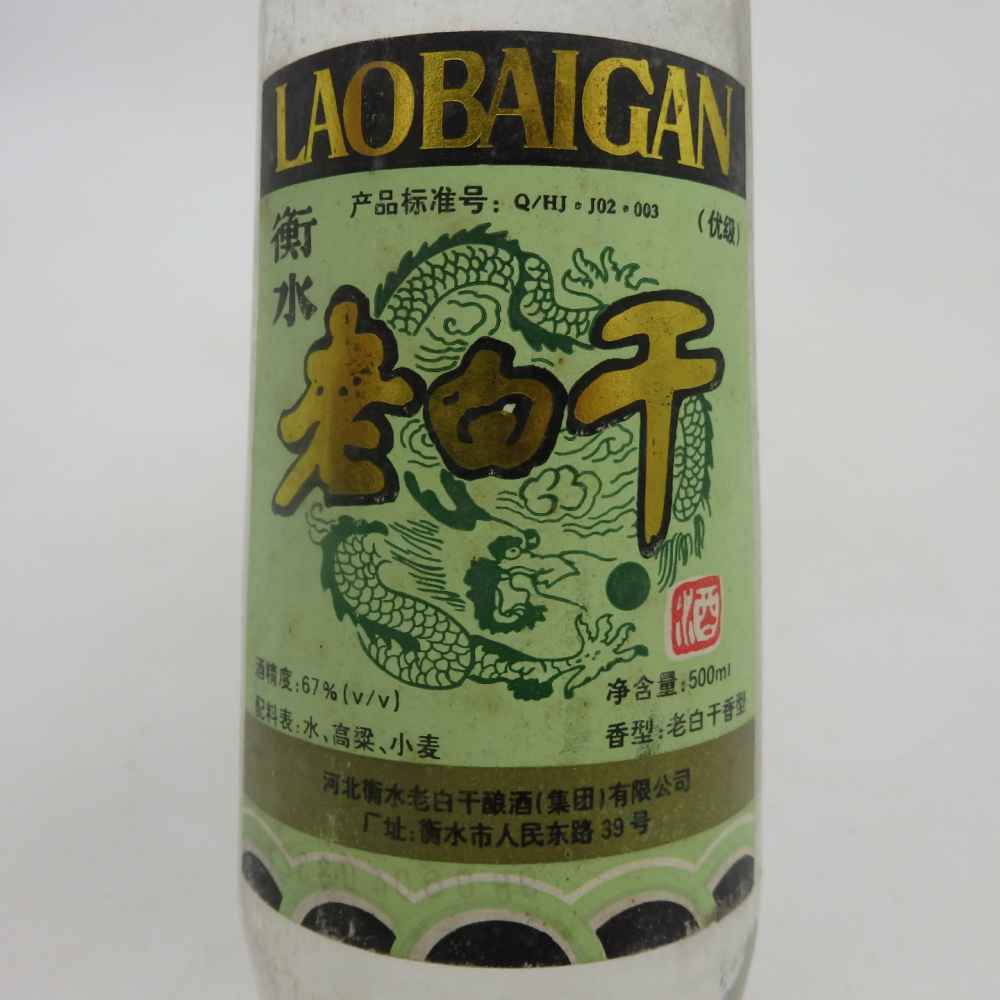 LAOBAIGAN
产品标准号：Q/HJ。J02。003
（优级）
衡水
老白干
酒
酒精度：67%(v/v)
净含量：500ml
配料表：水、高粱、小麦
香型：老白干香型
河北衡水老白干酿酒(集团)有限公司
厂址：衡水市人民东路 39 号